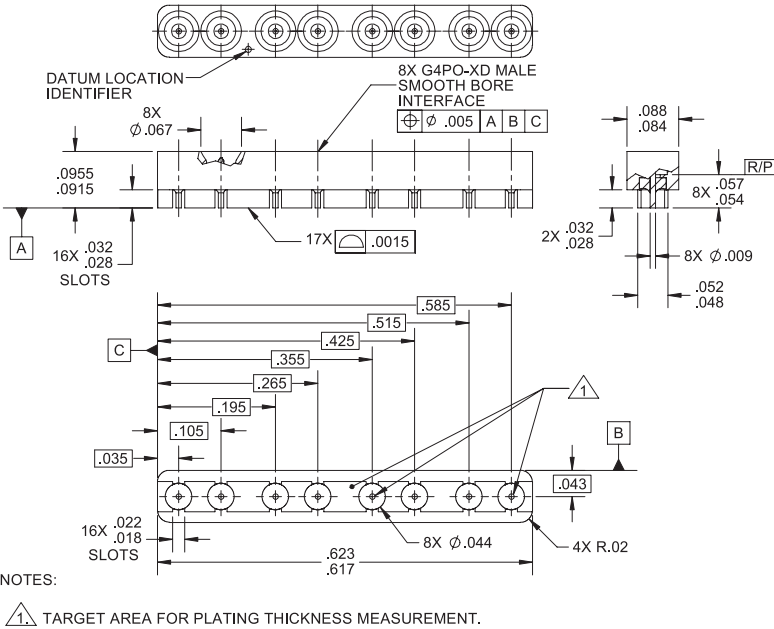 DATUM LOCATION
IDENTIFIER
8X
Ø.067
8X G4PO-XD MALE
SMOOTH BORE
INTERFACE
⌖ Ø .005 A B C
.088
.084
.0955
.0915
R/P
8X .057
.054
2X .032
.028
A
16X .032
.028
SLOTS
17X ⌓ .0015
8X Ø.009
.052
.048
.585
.515
.425
C
.355
.265
1
.195
.105
B
.035
.043
16X .022
.018
SLOTS
8X Ø.044
4X R.02
.623
.617
NOTES:
1. TARGET AREA FOR PLATING THICKNESS MEASUREMENT.